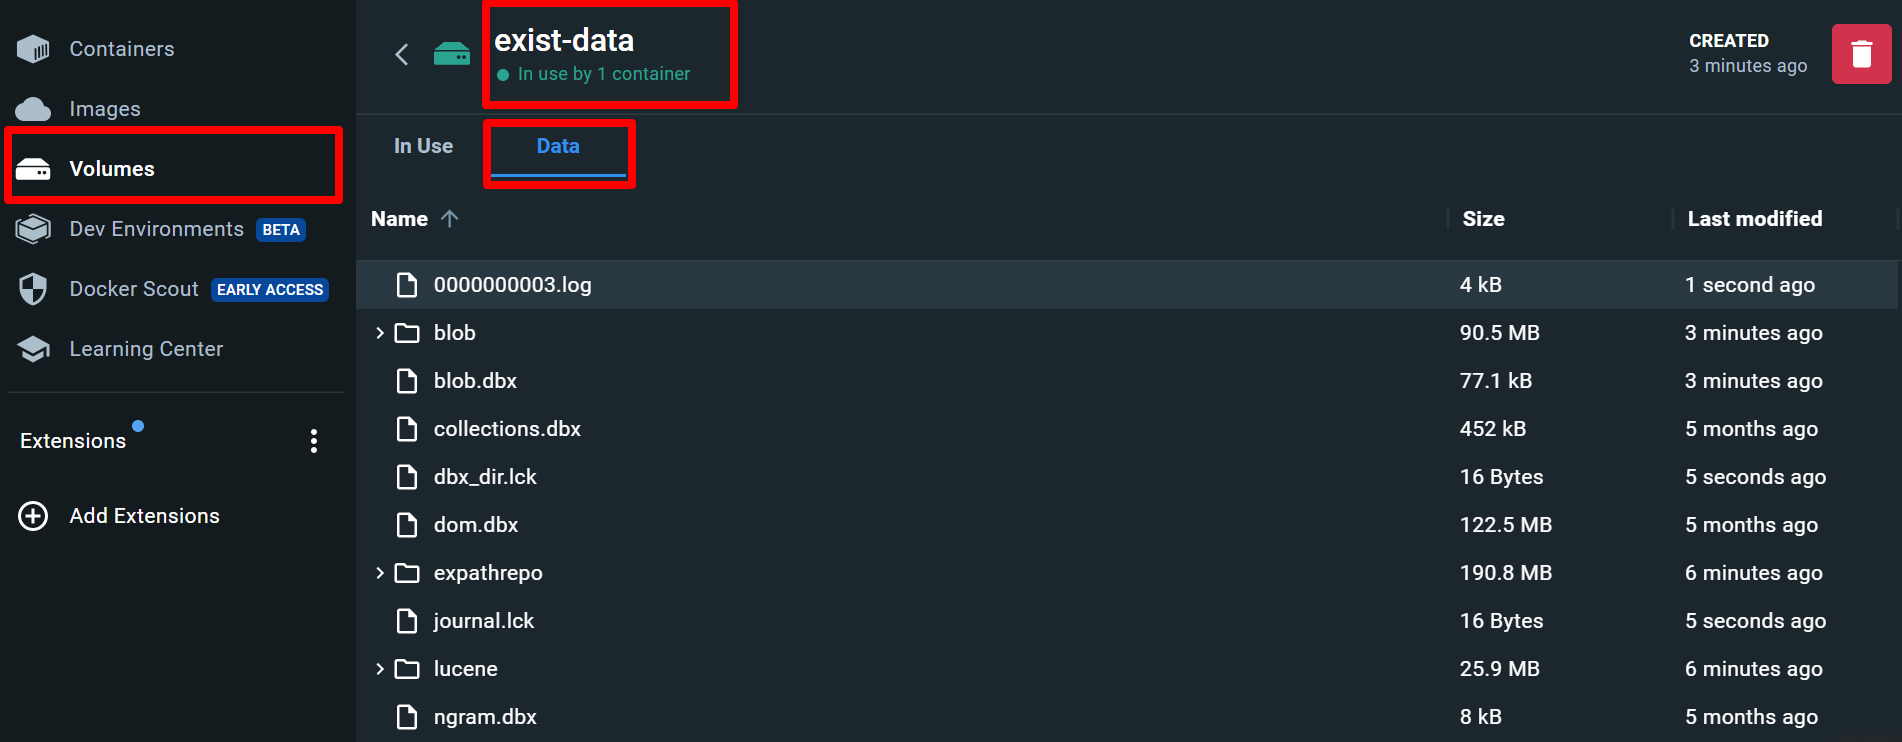 Containers
Images
Volumes
Dev Environments BETA
Docker Scout EARLY ACCESS
Learning Center
Extensions
Add Extensions
exist-data
In use by 1 container
CREATED
3 minutes ago
In Use Data
Name Size Last modified
0000000003.log 4 kB 1 second ago
blob 90.5 MB 3 minutes ago
blob.dbx 77.1 kB 3 minutes ago
collections.dbx 452 kB 5 months ago
dbx_dir.lck 16 Bytes 5 seconds ago
dom.dbx 122.5 MB 5 months ago
expathrepo 190.8 MB 6 minutes ago
journal.lck 16 Bytes 5 seconds ago
lucene 25.9 MB 6 minutes ago
ngram.dbx 8 kB 5 months ago